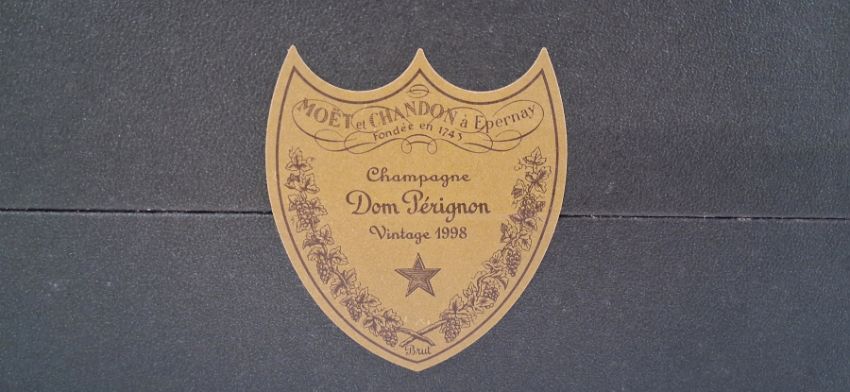 MOËT et CHANDON à Epernay
Fondée en 1743
Champagne
Dom Pérignon
Vintage 1998
Brut